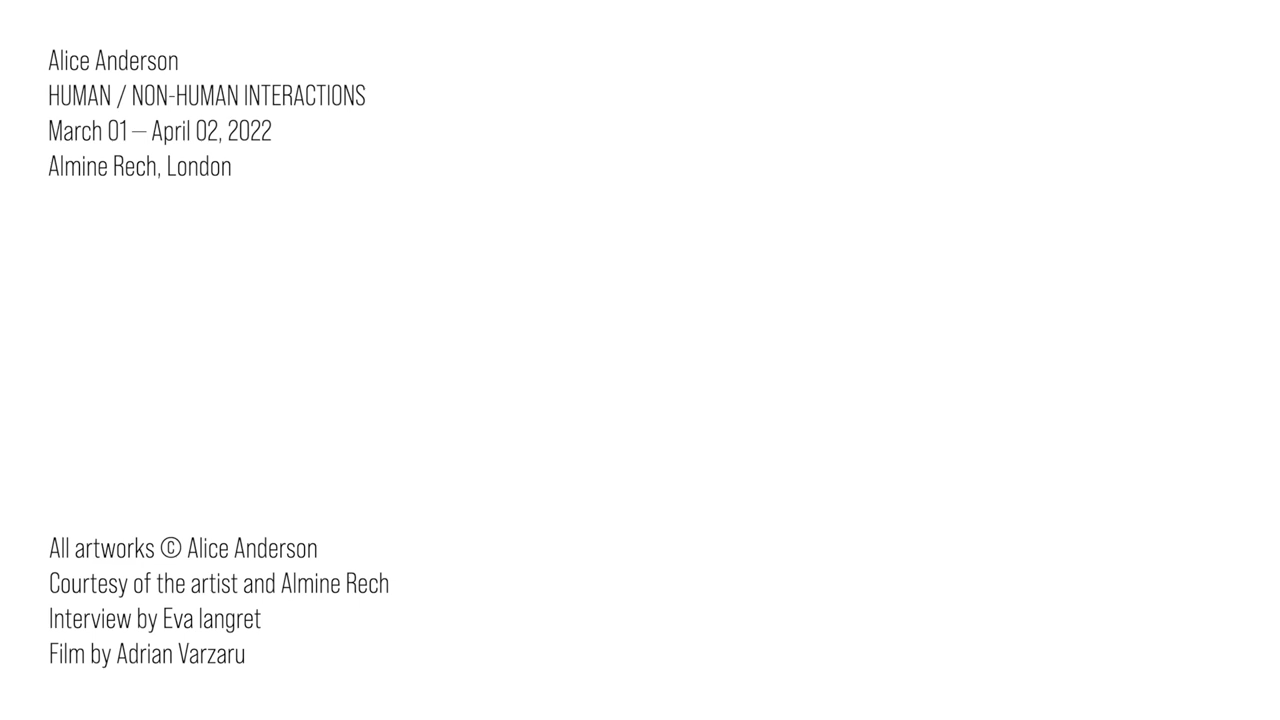 Alice Anderson
HUMAN / NON-HUMAN INTERACTIONS
March 01 — April 02, 2022
Almine Rech, London
All artworks © Alice Anderson
Courtesy of the artist and Almine Rech
Interview by Eva langret
Film by Adrian Varzaru